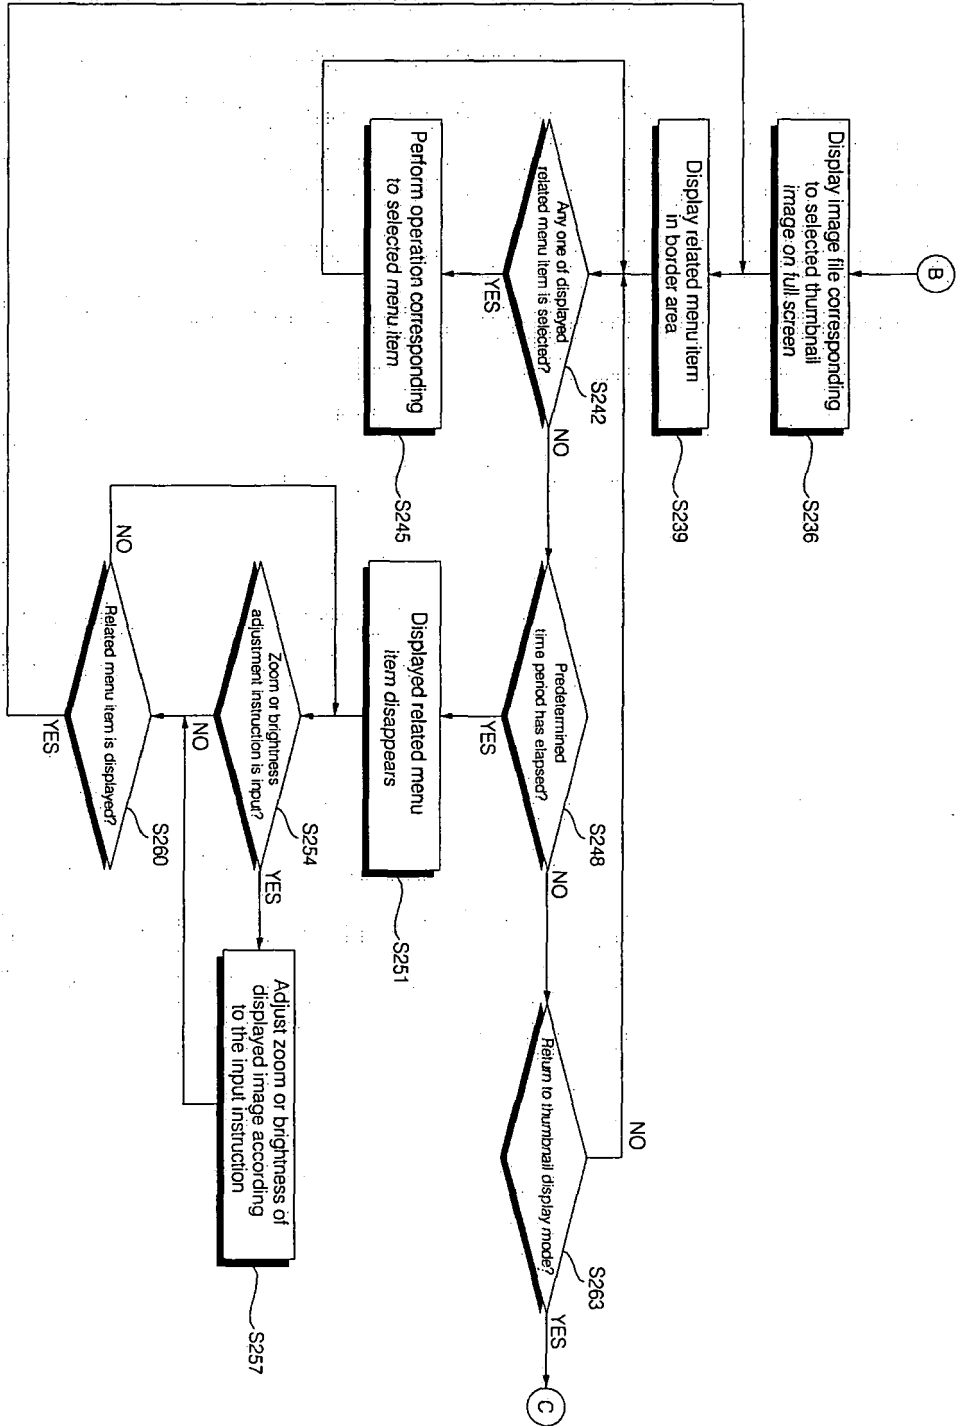 B
Display image file corresponding
to selected thumbnail
image on full screen
S236
Display related menu item
in border area
S239
Any one of displayed
related menu item is selected?
S242
NO
YES
Perform operation corresponding
to selected menu item
S245
Predetermined
time period has elapsed?
S248
NO
YES
Displayed related menu
item disappears
S251
Zoom or brightness
adjustment instruction is input?
S254
YES
NO
Adjust zoom or brightness of
displayed image according
to the input instruction
S257
Related menu item is displayed?
S260
NO
YES
Return to thumbnail display mode?
S263
NO
YES
C